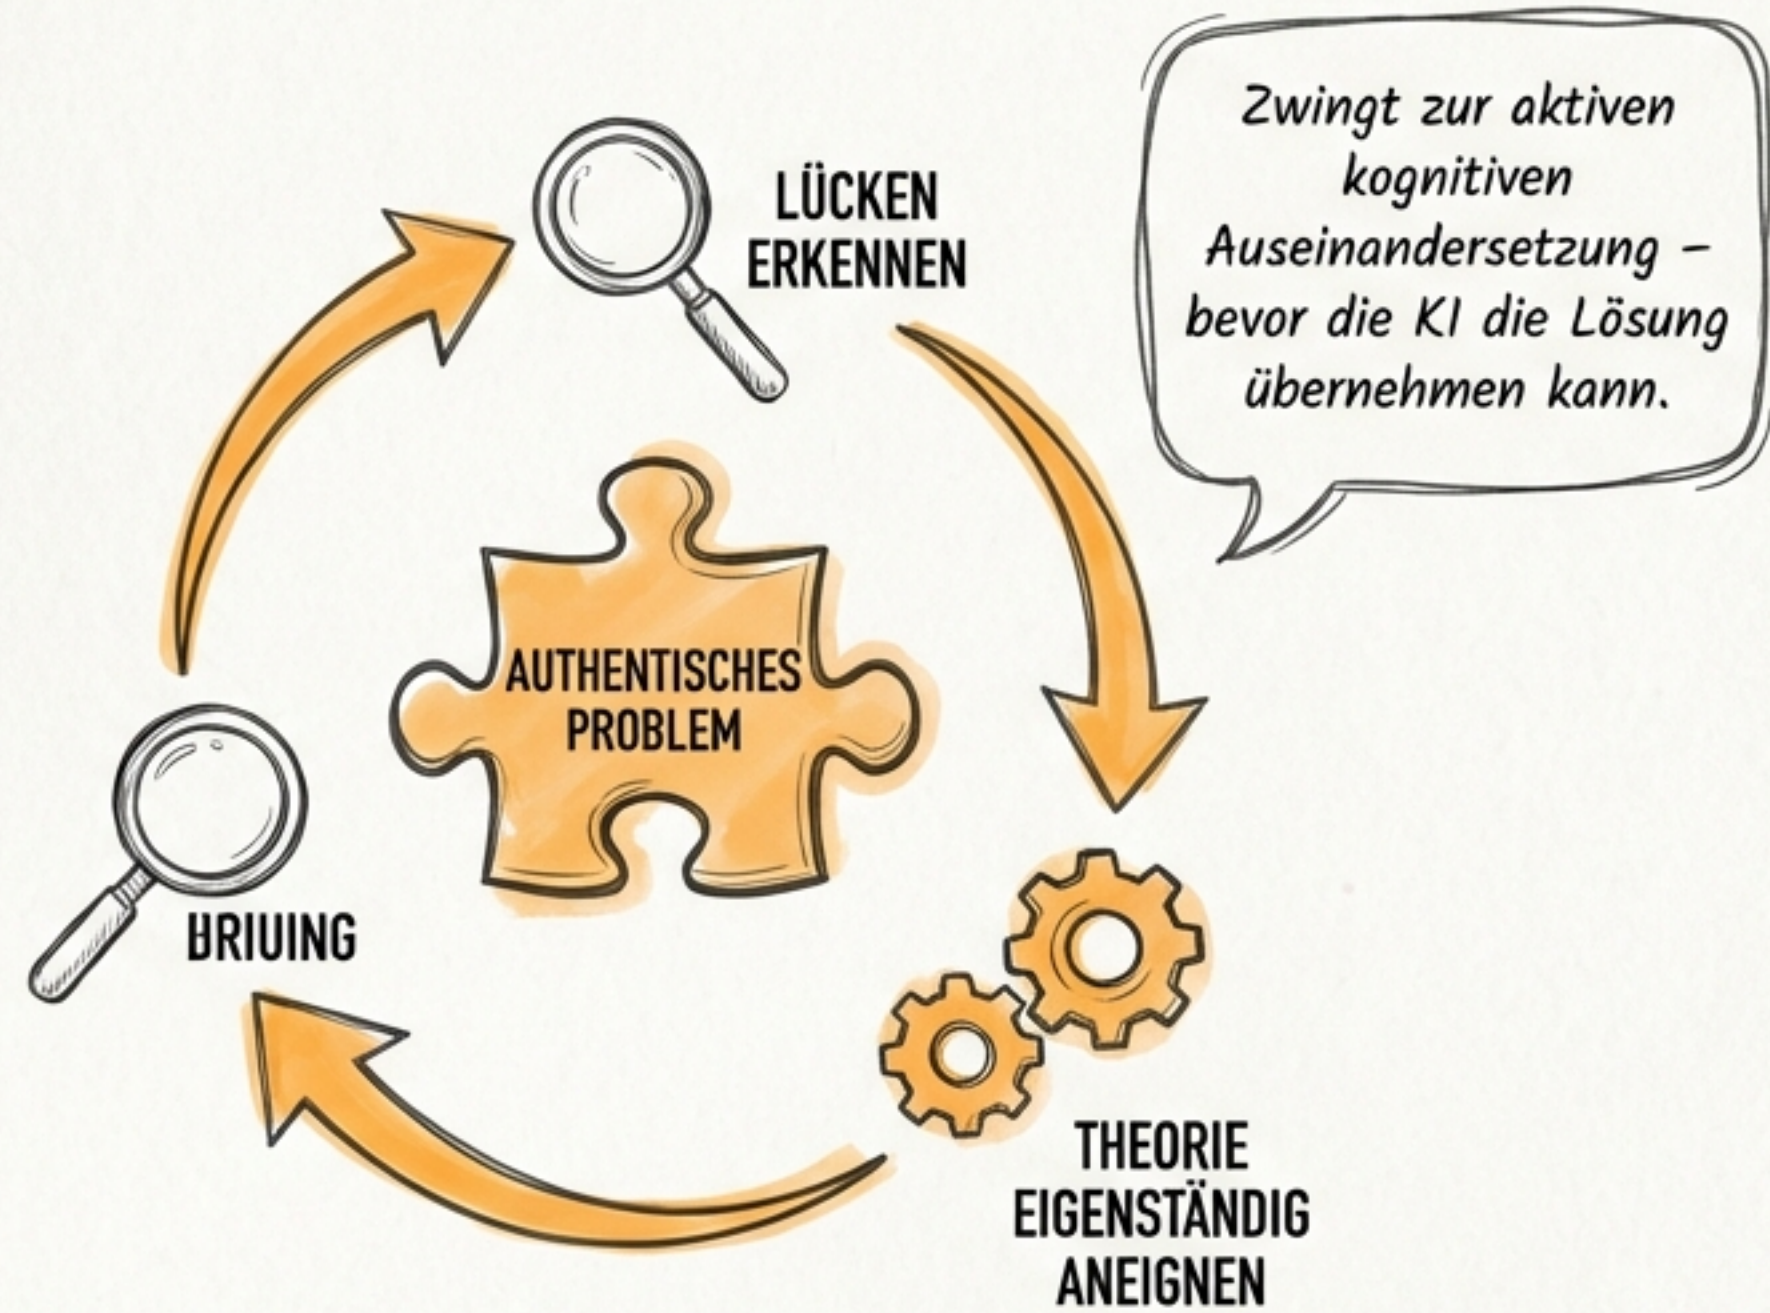 Zwingt zur aktiven
kognitiven
Auseinandersetzung –
bevor die KI die Lösung
übernehmen kann.
LÜCKEN
ERKENNEN
AUTHENTISCHES
PROBLEM
THEORIE
EIGENSTÄNDIG
ANEIGNEN